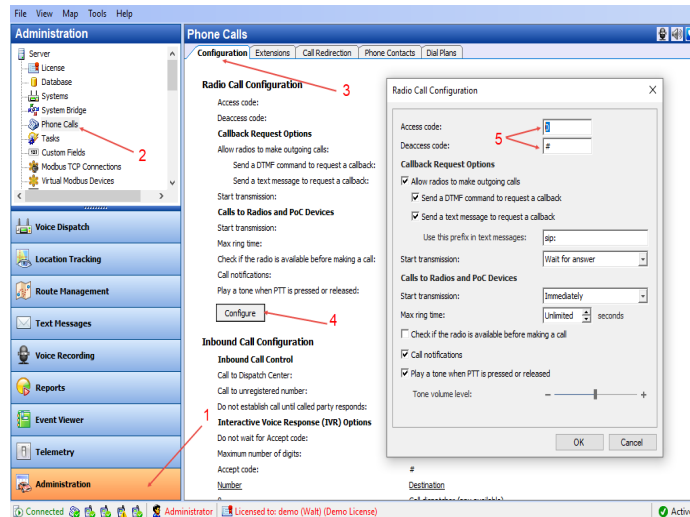 File View Map Tools Help
Administration
Server
License
Database
Systems
System Bridge
Phone Calls
Tasks
Custom Fields
Modbus TCP Connections
Virtual Modbus Devices
2
Voice Dispatch
Location Tracking
Route Management
Text Messages
Voice Recording
Reports
Event Viewer
Telemetry
Administration
1
Phone Calls
Configuration Extensions Call Redirection Phone Contacts Dial Plans
3
Radio Call Configuration
Access code:
Deaccess code:
Callback Request Options
Allow radios to make outgoing calls:
Send a DTMF command to request a callback:
Send a text message to request a callback:
Start transmission:
Calls to Radios and PoC Devices
Start transmission:
Max ring time:
Check if the radio is available before making a call:
Call notifications:
Play a tone when PTT is pressed or released:
Configure
4
Inbound Call Configuration
Inbound Call Control
Call to Dispatch Center:
Call to unregistered number:
Do not establish call until called party responds:
Interactive Voice Response (IVR) Options
Do not wait for Accept code:
Maximum number of digits:
Accept code: #
Number Destination
Radio Call Configuration X
Access code:
5
Deaccess code: #
Callback Request Options
Allow radios to make outgoing calls
Send a DTMF command to request a callback
Send a text message to request a callback
Use this prefix in text messages: sip:
Start transmission: Wait for answer
Calls to Radios and PoC Devices
Start transmission: Immediately
Max ring time: Unlimited seconds
Check if the radio is available before making a call
Call notifications
Play a tone when PTT is pressed or released
Tone volume level: - +
OK Cancel
Connected Administrator Licensed to: demo (Walt) (Demo License) Active